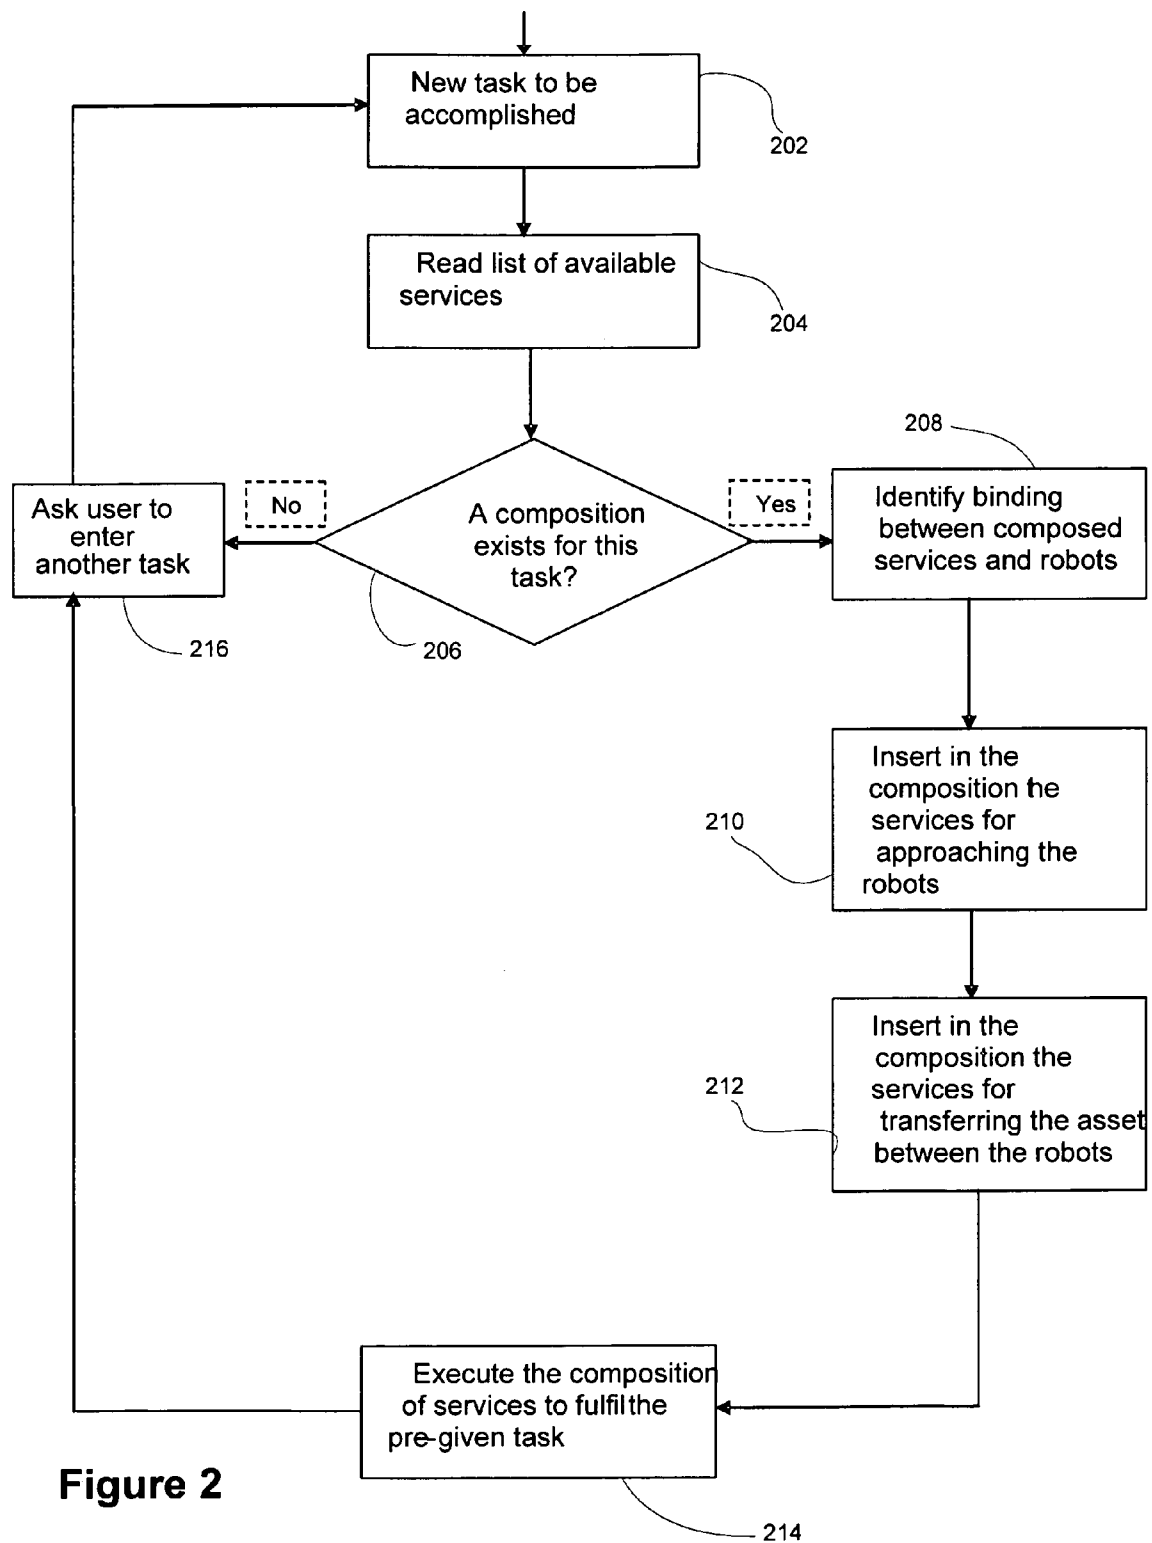 New task to be
accomplished
202
Read list of available
services
204
208
No
Yes
Ask user to
enter
another task
A composition
exists for this
task?
Identify binding
between composed
services and robots
216
206
Insert in the
composition he
services for
approaching the
robots
210
Insert in the
composition the
services for
transferring the asset
between the robots
212
Execute the composition
of services to fulfil the
pre-given task
Figure 2
214